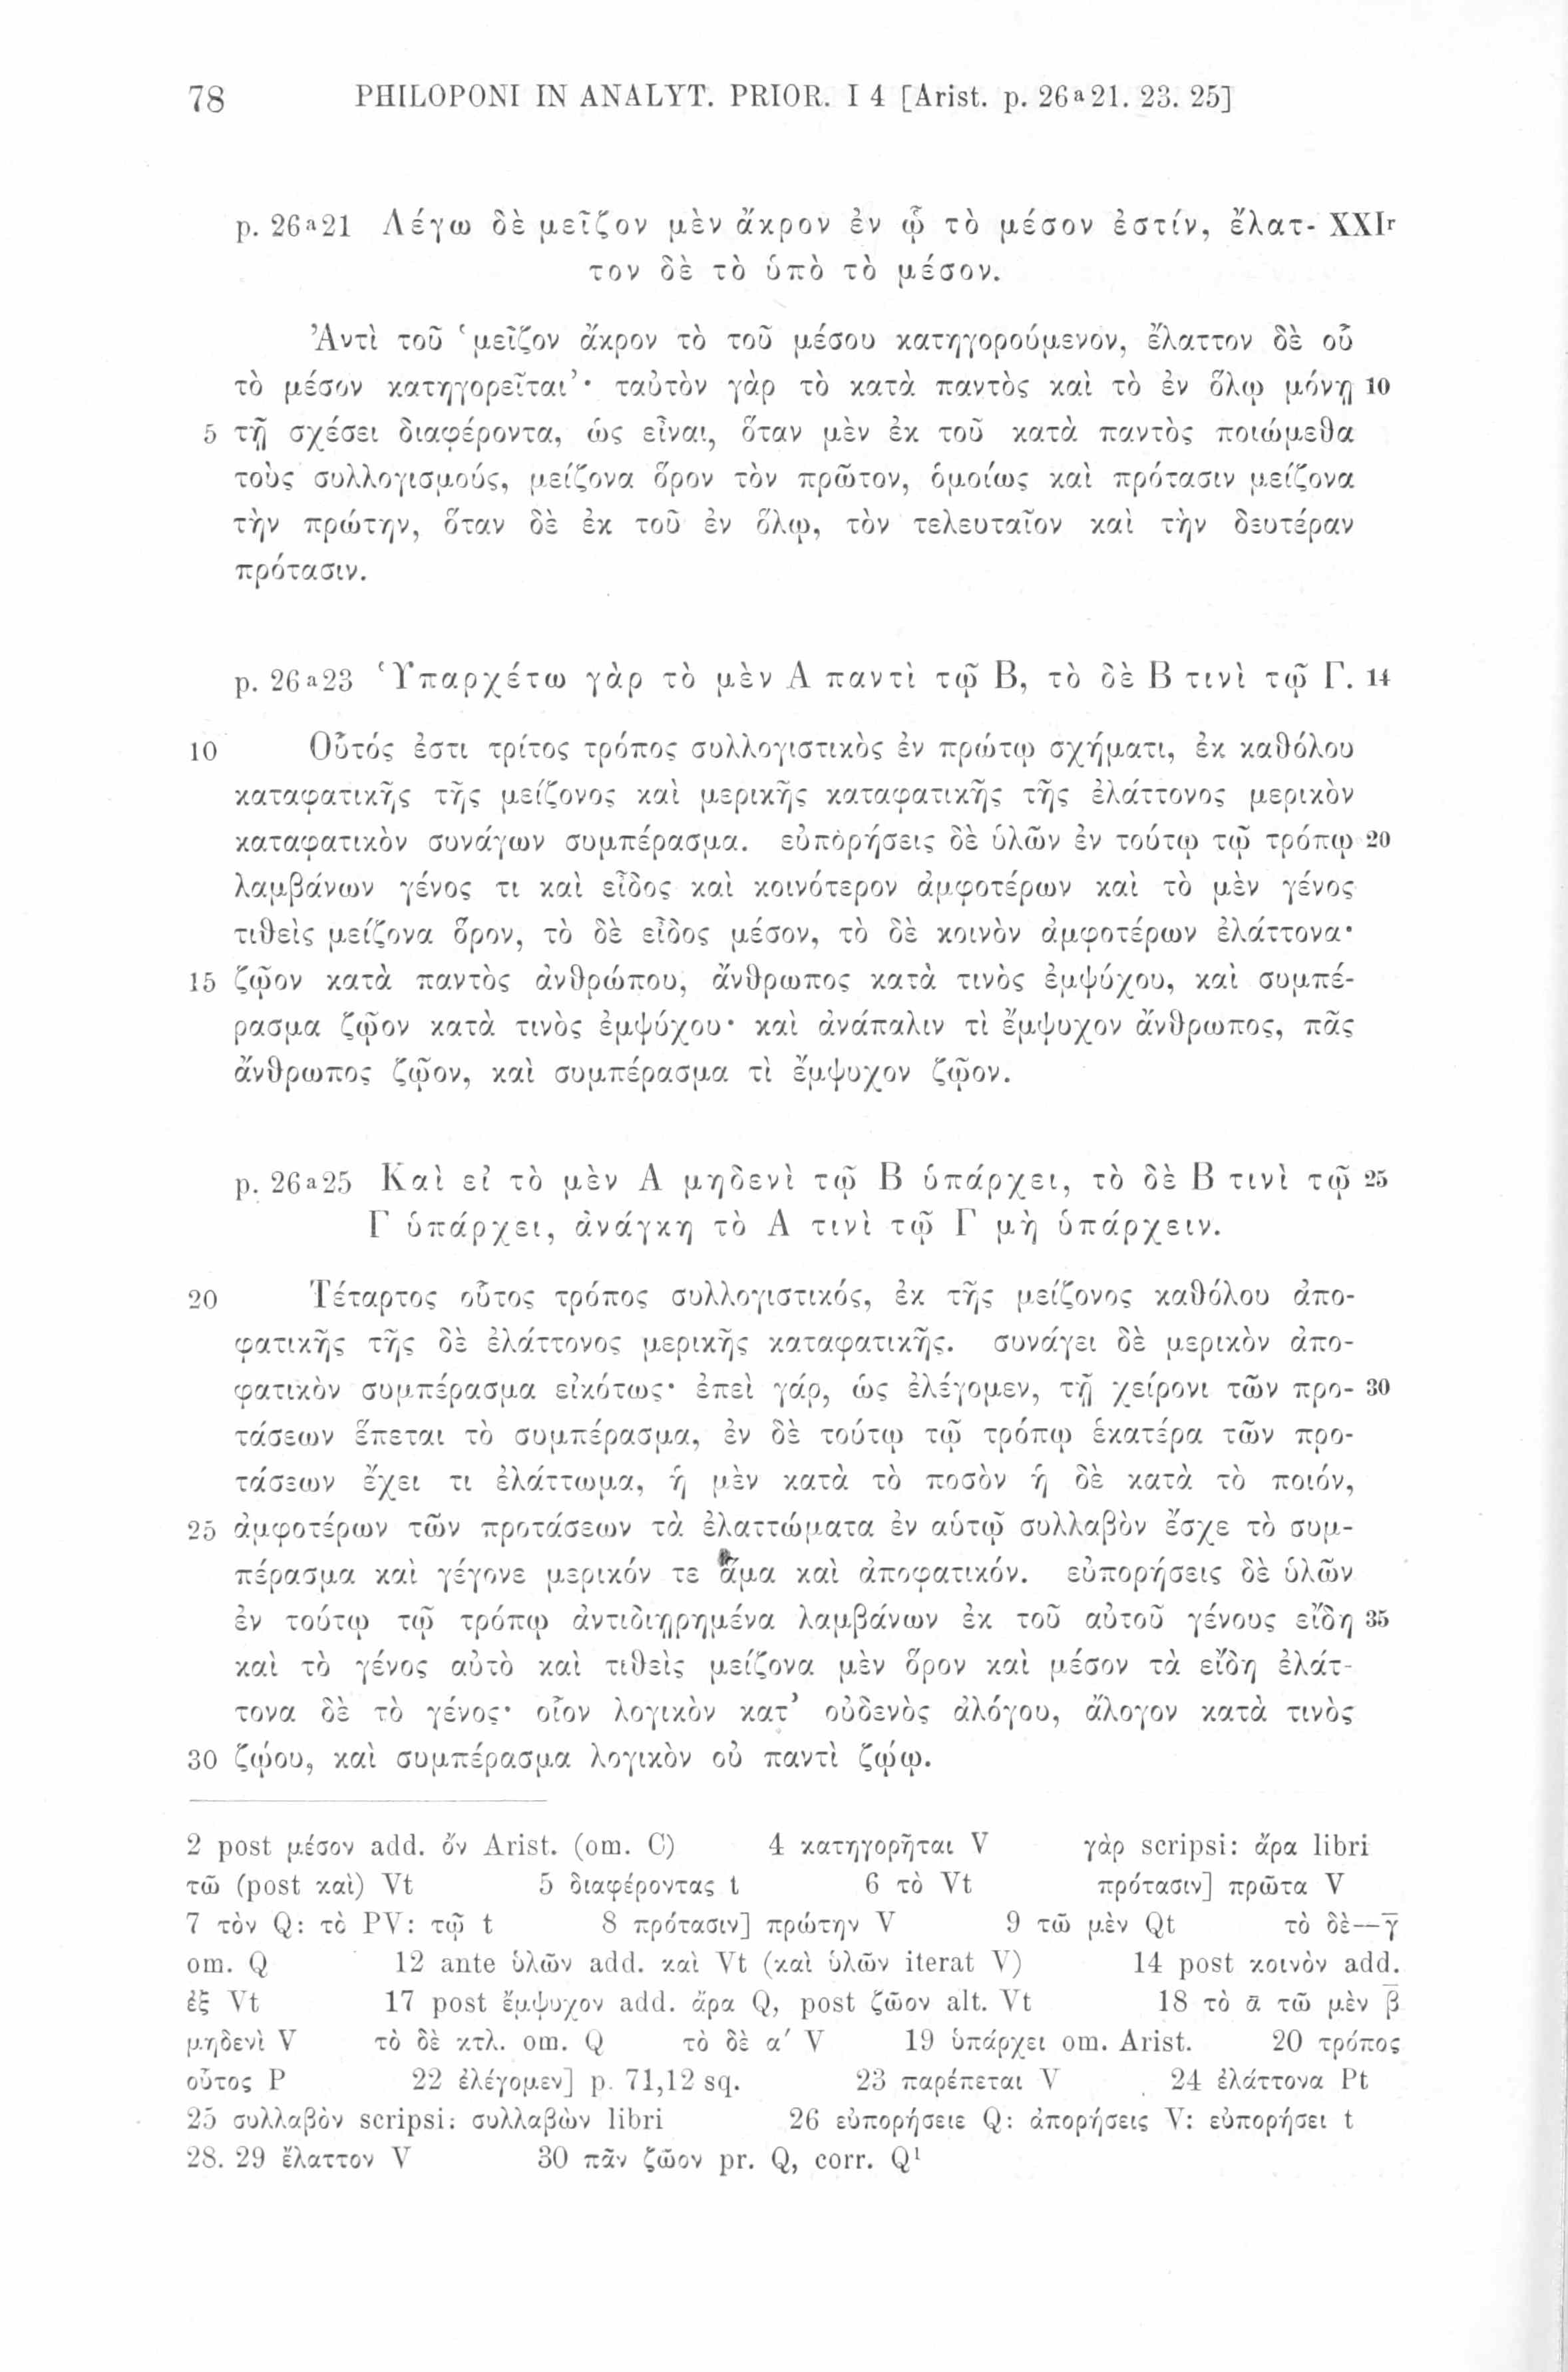 78 PHILOPONI IN ANALYT. PRIOR. I 4 [Arist. p. 26a21. 23. 25]
p. 26a21 Λέγω δὲ μεῖζον μὲν ἄκρον ἐν ᾧ τὸ μέσον ἐστίν, ἔλατ- XXIr
τον δὲ τὸ ὑπὸ τὸ μέσον.
Ἀντὶ τοῦ ‘μεῖζον ἄκρον τὸ τοῦ μέσου κατηγορούμενον, ἔλαττον δὲ οὗ
τὸ μέσον κατηγορεῖται’· ταὐτὸν γὰρ τὸ κατὰ παντὸς καὶ τὸ ἐν ὅλῳ μόνῃ 10
5 τῇ σχέσει διαφέροντα, ὡς εἶναι, ὅταν μὲν ἐκ τοῦ κατὰ παντὸς ποιώμεθα
τοὺς συλλογισμούς, μείζονα ὅρον τὸν πρῶτον, ὁμοίως καὶ πρότασιν μείζονα
τὴν πρώτην, ὅταν δὲ ἐκ τοῦ ἐν ὅλῳ, τὸν τελευταῖον καὶ τὴν δευτέραν
πρότασιν.
p. 26a23 Ὑπαρχέτω γὰρ τὸ μὲν Α παντὶ τῷ Β, τὸ δὲ Β τινὶ τῷ Γ. 14
10 Οὗτός ἐστι τρίτος τρόπος συλλογιστικὸς ἐν πρώτῳ σχήματι, ἐκ καθόλου
καταφατικῆς τῆς μείζονος καὶ μερικῆς καταφατικῆς τῆς ἐλάττονος μερικὸν
καταφατικὸν συνάγων συμπέρασμα. εὐπορήσεις δὲ ὑλῶν ἐν τούτῳ τῷ τρόπῳ 20
λαμβάνων γένος τι καὶ εἶδος καὶ κοινότερον ἀμφοτέρων καὶ τὸ μὲν γένος
τιθεὶς μείζονα ὅρον, τὸ δὲ εἶδος μέσον, τὸ δὲ κοινὸν ἀμφοτέρων ἐλάττονα·
15 ζῷον κατὰ παντὸς ἀνθρώπου, ἄνθρωπος κατὰ τινὸς ἐμψύχου, καὶ συμπέ-
ρασμα ζῷον κατὰ τινὸς ἐμψύχου· καὶ ἀνάπαλιν τὶ ἔμψυχον ἄνθρωπος, πᾶς
ἄνθρωπος ζῷον, καὶ συμπέρασμα τὶ ἔμψυχον ζῷον.
p. 26a25 Καὶ εἰ τὸ μὲν Α μηδενὶ τῷ Β ὑπάρχει, τὸ δὲ Β τινὶ τῷ 25
Γ ὑπάρχει, ἀνάγκη τὸ Α τινὶ τῷ Γ μὴ ὑπάρχειν.
20 Τέταρτος οὗτος τρόπος συλλογιστικός, ἐκ τῆς μείζονος καθόλου ἀπο-
φατικῆς τῆς δὲ ἐλάττονος μερικῆς καταφατικῆς. συνάγει δὲ μερικὸν ἀπο-
φατικὸν συμπέρασμα εἰκότως· ἐπεὶ γάρ, ὡς ἐλέγομεν, τῇ χείρονι τῶν προ- 30
τάσεων ἕπεται τὸ συμπέρασμα, ἐν δὲ τούτῳ τῷ τρόπῳ ἑκατέρα τῶν προ-
τάσεων ἔχει τι ἐλάττωμα, ἡ μὲν κατὰ τὸ ποσὸν ἡ δὲ κατὰ τὸ ποιόν,
25 ἀμφοτέρων τῶν προτάσεων τὰ ἐλαττώματα ἐν αὑτῷ συλλαβὸν ἔσχε τὸ συμ-
πέρασμα καὶ γέγονε μερικόν τε ἅμα καὶ ἀποφατικόν. εὐπορήσεις δὲ ὑλῶν
ἐν τούτῳ τῷ τρόπῳ ἀντιδιῃρημένα λαμβάνων ἐκ τοῦ αὐτοῦ γένους εἴδη 35
καὶ τὸ γένος αὐτὸ καὶ τιθεὶς μείζονα μὲν ὅρον καὶ μέσον τὰ εἴδη ἐλάτ-
τονα δὲ τὸ γένος· οἷον λογικὸν κατ’ οὐδενὸς ἀλόγου, ἄλογον κατὰ τινὸς
30 ζῴου, καὶ συμπέρασμα λογικὸν οὐ παντὶ ζῴῳ.
2 post μέσον add. ὂν Arist. (om. C) 4 κατηγορῆται V γὰρ scripsi: ἄρα libri
τῶ (post καὶ) Vt 5 διαφέροντας t 6 τὸ Vt πρότασιν] πρῶτα V
7 τὸν Q: τὸ PV: τῷ t 8 πρότασιν] πρώτην V 9 τῶ μὲν Qt τὸ δὲ—γ̄
om. Q 12 ante ὑλῶν add. καὶ Vt (καὶ ὑλῶν iterat V) 14 post κοινὸν add.
ἐξ Vt 17 post ἔμψυχον add. ἄρα Q, post ζῶον alt. Vt 18 τὸ ᾱ τῶ μὲν β̄
μηδενὶ V τὸ δὲ κτλ. om. Q τὸ δὲ α′ V 19 ὑπάρχει om. Arist. 20 τρόπος
οὗτος P 22 ἐλέγομεν] p. 71,12 sq. 23 παρέπεται V 24 ἐλάττονα Pt
25 συλλαβὸν scripsi: συλλαβὼν libri 26 εὐπορήσειε Q: ἀπορήσεις V: εὐπορήσει t
28. 29 ἔλαττον V 30 πᾶν ζῶον pr. Q, corr. Q¹